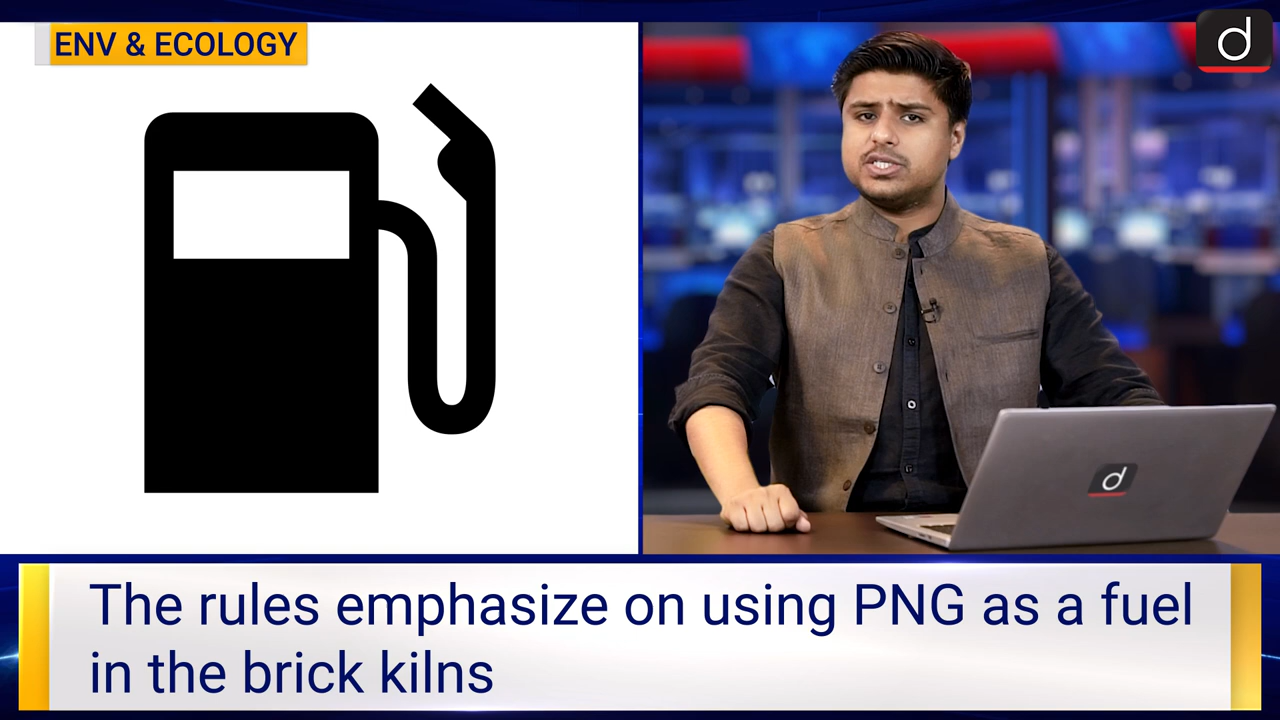 ENV & ECOLOGY
d
d
The rules emphasize on using PNG as a fuel
in the brick kilns